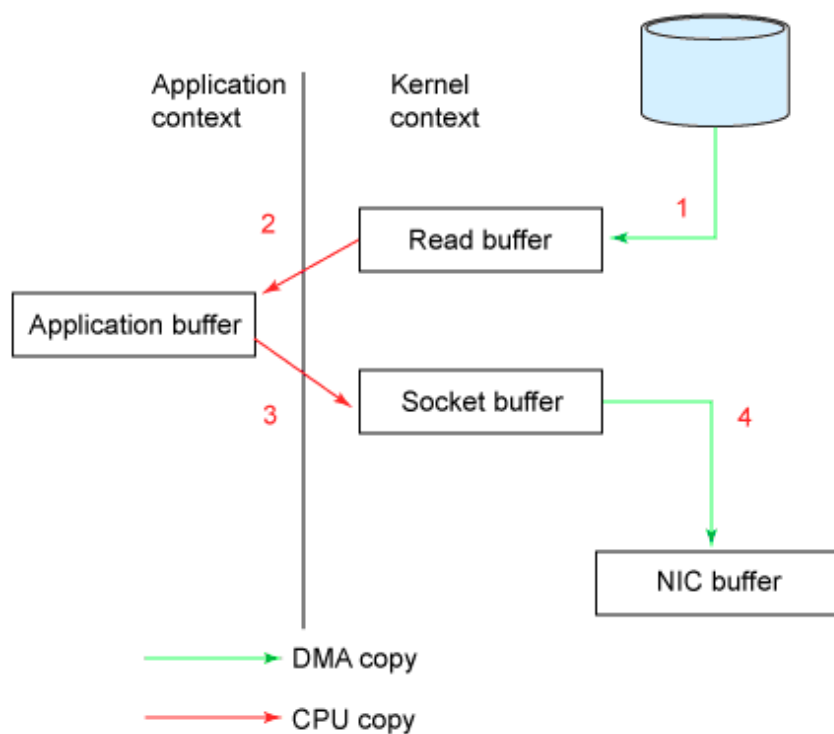 Application
context
Kernel
context
1
2
Read buffer
Application buffer
3
Socket buffer
4
NIC buffer
DMA copy
CPU copy